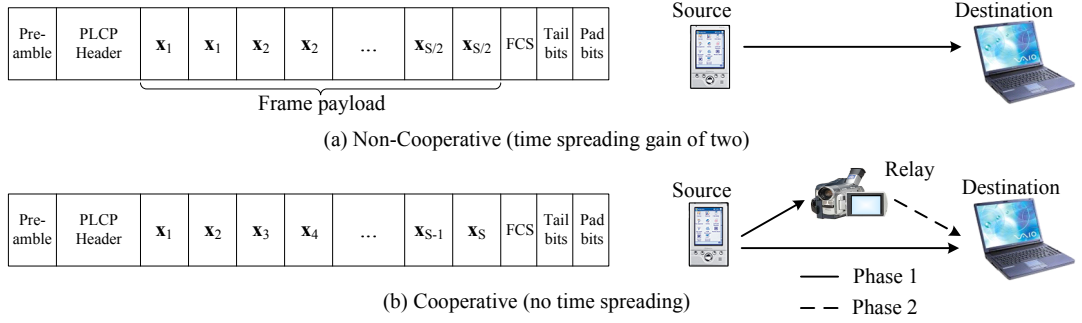 Pre-
amble
PLCP
Header
x1
x1
x2
x2
...
xS/2
xS/2
FCS
Tail
bits
Pad
bits
Frame payload
Source
Destination
VAIO
(a) Non-Cooperative (time spreading gain of two)
Pre-
amble
PLCP
Header
x1
x2
x3
x4
...
xS-1
xS
FCS
Tail
bits
Pad
bits
Source
Relay
Destination
VAIO
Phase 1
Phase 2
(b) Cooperative (no time spreading)